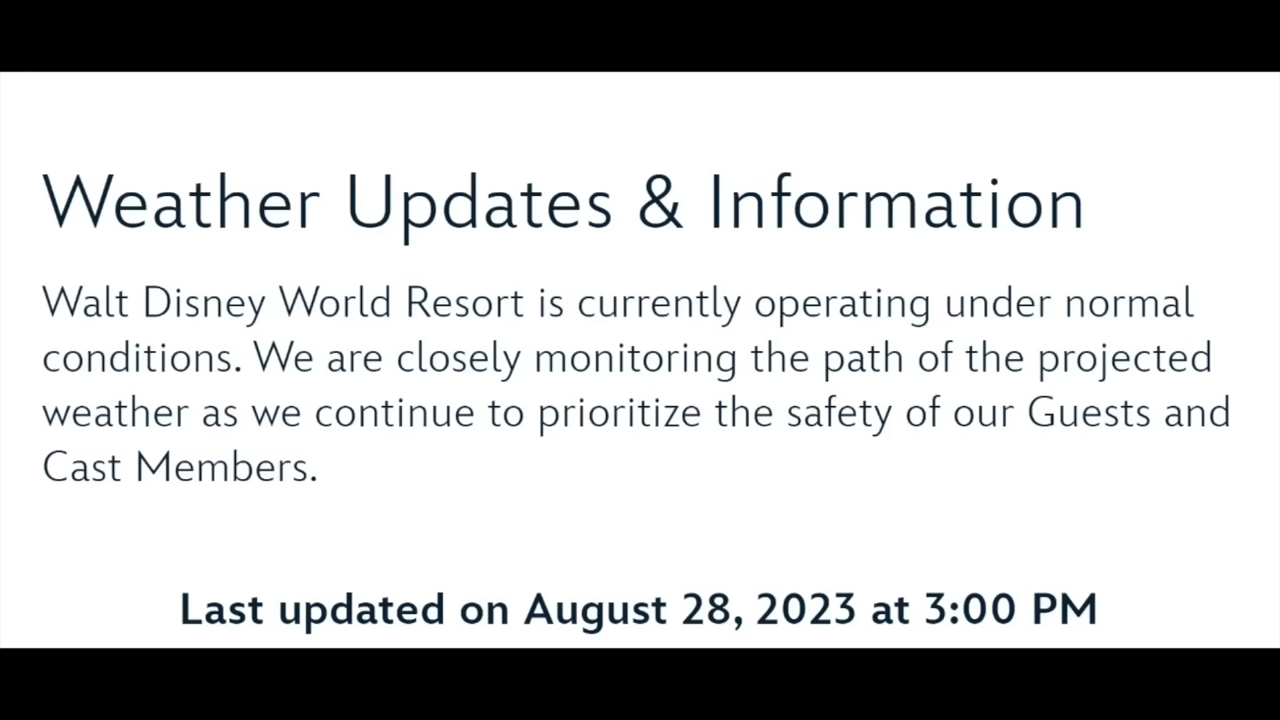 Weather Updates & Information
Walt Disney World Resort is currently operating under normal
conditions. We are closely monitoring the path of the projected
weather as we continue to prioritize the safety of our Guests and
Cast Members.
Last updated on August 28, 2023 at 3:00 PM